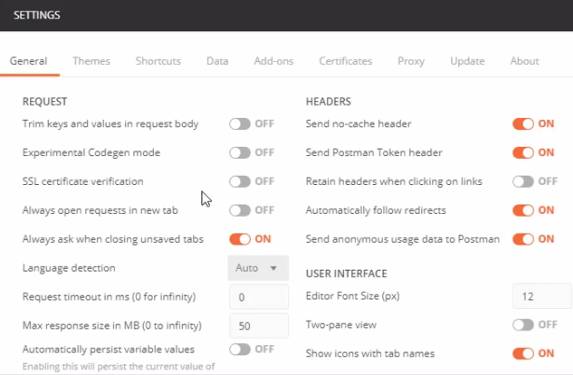 SETTINGS
General Themes Shortcuts Data Add-ons Certificates Proxy Update About
REQUEST
Trim keys and values in request body OFF
Experimental Codegen mode OFF
SSL certificate verification OFF
Always open requests in new tab OFF
Always ask when closing unsaved tabs ON
Language detection Auto
Request timeout in ms (0 for infinity) 0
Max response size in MB (0 to infinity) 50
Automatically persist variable values OFF
Enabling this will persist the current value of
HEADERS
Send no-cache header ON
Send Postman Token header ON
Retain headers when clicking on links OFF
Automatically follow redirects ON
Send anonymous usage data to Postman ON
USER INTERFACE
Editor Font Size (px) 12
Two-pane view OFF
Show icons with tab names ON